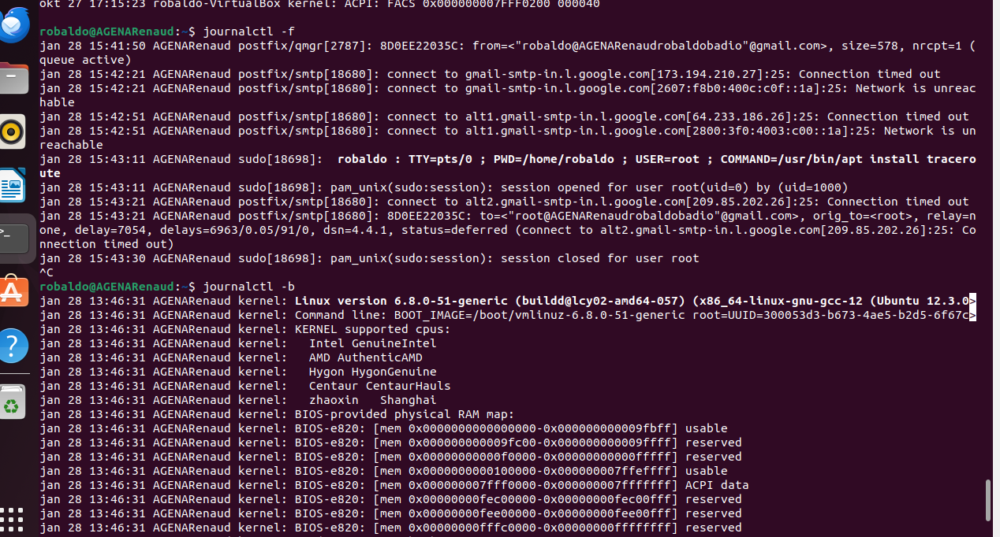 okt 27 17:15:23 robaldo-VirtualBox kernel: ACPI: FACS 0x000000007FFF0200 000040
robaldo@AGENARenaud:~$ journalctl -f
jan 28 15:41:50 AGENARenaud postfix/qmgr[2787]: 8D0EE22035C: from=<"robaldo@AGENARenaudrobaldobadio"@gmail.com>, size=578, nrcpt=1 (
queue active)
jan 28 15:42:21 AGENARenaud postfix/smtp[18680]: connect to gmail-smtp-in.l.google.com[173.194.210.27]:25: Connection timed out
jan 28 15:42:21 AGENARenaud postfix/smtp[18680]: connect to gmail-smtp-in.l.google.com[2607:f8b0:400c:c0f::1a]:25: Network is unreac
hable
jan 28 15:42:51 AGENARenaud postfix/smtp[18680]: connect to alt1.gmail-smtp-in.l.google.com[64.233.186.26]:25: Connection timed out
jan 28 15:42:51 AGENARenaud postfix/smtp[18680]: connect to alt1.gmail-smtp-in.l.google.com[2800:3f0:4003:c00::1a]:25: Network is un
reachable
jan 28 15:43:11 AGENARenaud sudo[18698]:  robaldo : TTY=pts/0 ; PWD=/home/robaldo ; USER=root ; COMMAND=/usr/bin/apt install tracero
ute
jan 28 15:43:11 AGENARenaud sudo[18698]: pam_unix(sudo:session): session opened for user root(uid=0) by (uid=1000)
jan 28 15:43:21 AGENARenaud postfix/smtp[18680]: connect to alt2.gmail-smtp-in.l.google.com[209.85.202.26]:25: Connection timed out
jan 28 15:43:21 AGENARenaud postfix/smtp[18680]: 8D0EE22035C: to=<"root@AGENARenaudrobaldobadio"@gmail.com>, orig_to=<root>, relay=n
one, delay=7054, delays=6963/0.05/91/0, dsn=4.4.1, status=deferred (connect to alt2.gmail-smtp-in.l.google.com[209.85.202.26]:25: Co
nnection timed out)
jan 28 15:43:30 AGENARenaud sudo[18698]: pam_unix(sudo:session): session closed for user root
^C
robaldo@AGENARenaud:~$ journalctl -b
jan 28 13:46:31 AGENARenaud kernel: Linux version 6.8.0-51-generic (buildd@lcy02-amd64-057) (x86_64-linux-gnu-gcc-12 (Ubuntu 12.3.0>
jan 28 13:46:31 AGENARenaud kernel: Command line: BOOT_IMAGE=/boot/vmlinuz-6.8.0-51-generic root=UUID=300053d3-b673-4ae5-b2d5-6f67c>
jan 28 13:46:31 AGENARenaud kernel: KERNEL supported cpus:
jan 28 13:46:31 AGENARenaud kernel:   Intel GenuineIntel
jan 28 13:46:31 AGENARenaud kernel:   AMD AuthenticAMD
jan 28 13:46:31 AGENARenaud kernel:   Hygon HygonGenuine
jan 28 13:46:31 AGENARenaud kernel:   Centaur CentaurHauls
jan 28 13:46:31 AGENARenaud kernel:   zhaoxin   Shanghai
jan 28 13:46:31 AGENARenaud kernel: BIOS-provided physical RAM map:
jan 28 13:46:31 AGENARenaud kernel: BIOS-e820: [mem 0x0000000000000000-0x000000000009fbff] usable
jan 28 13:46:31 AGENARenaud kernel: BIOS-e820: [mem 0x000000000009fc00-0x000000000009ffff] reserved
jan 28 13:46:31 AGENARenaud kernel: BIOS-e820: [mem 0x00000000000f0000-0x00000000000fffff] reserved
jan 28 13:46:31 AGENARenaud kernel: BIOS-e820: [mem 0x0000000000100000-0x000000007ffeffff] usable
jan 28 13:46:31 AGENARenaud kernel: BIOS-e820: [mem 0x000000007fff0000-0x000000007fffffff] ACPI data
jan 28 13:46:31 AGENARenaud kernel: BIOS-e820: [mem 0x00000000fec00000-0x00000000fec00fff] reserved
jan 28 13:46:31 AGENARenaud kernel: BIOS-e820: [mem 0x00000000fee00000-0x00000000fee00fff] reserved
jan 28 13:46:31 AGENARenaud kernel: BIOS-e820: [mem 0x00000000fffc0000-0x00000000ffffffff] reserved